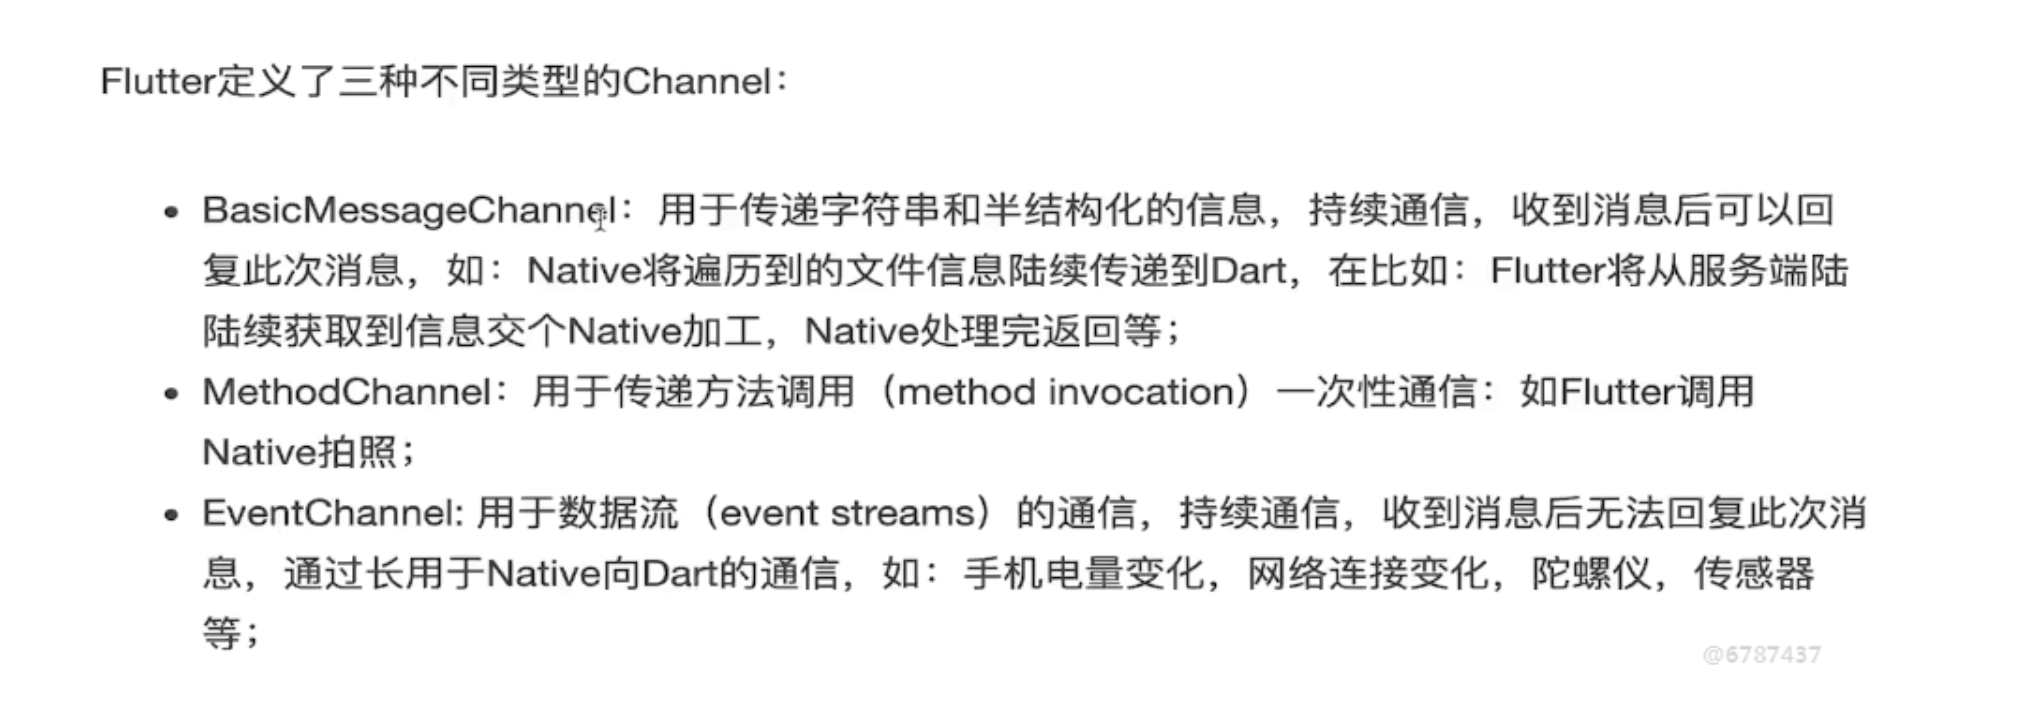 Flutter定义了三种不同类型的Channel：
• BasicMessageChannel：用于传递字符串和半结构化的信息，持续通信，收到消息后可以回
复此次消息，如：Native将遍历到的文件信息陆续传递到Dart，在比如：Flutter将从服务端陆
陆续获取到信息交个Native加工，Native处理完返回等；
• MethodChannel：用于传递方法调用（method invocation）一次性通信：如Flutter调用
Native拍照；
• EventChannel: 用于数据流（event streams）的通信，持续通信，收到消息后无法回复此次消
息，通过长用于Native向Dart的通信，如：手机电量变化，网络连接变化，陀螺仪，传感器
等；
@6787437